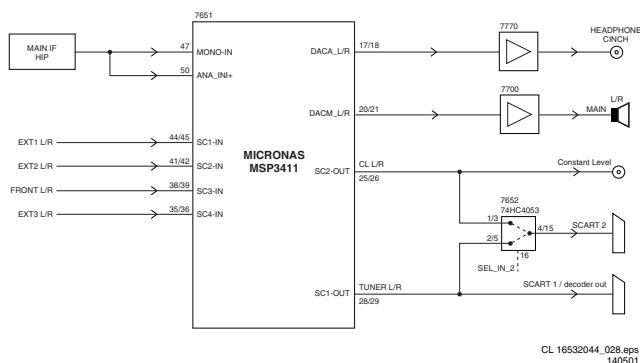 7651
MAIN IF
HIP
47
MONO-IN
50
ANA_INI+
DACA_L/R
17/18
7770
HEADPHONE
CINCH
DACM_L/R
20/21
7700
MAIN
L/R
EXT1 L/R
44/45
SC1-IN
EXT2 L/R
41/42
SC2-IN
FRONT L/R
38/39
SC3-IN
EXT3 L/R
35/36
SC4-IN
MICRONAS
MSP3411
SC2-OUT
CL L/R
25/26
Constant Level
7652
74HC4053
1/3
2/5
4/15
SCART 2
16
SEL_IN_2
SC1-OUT
TUNER L/R
28/29
SCART 1 / decoder out
CL 16532044_028.eps
140501